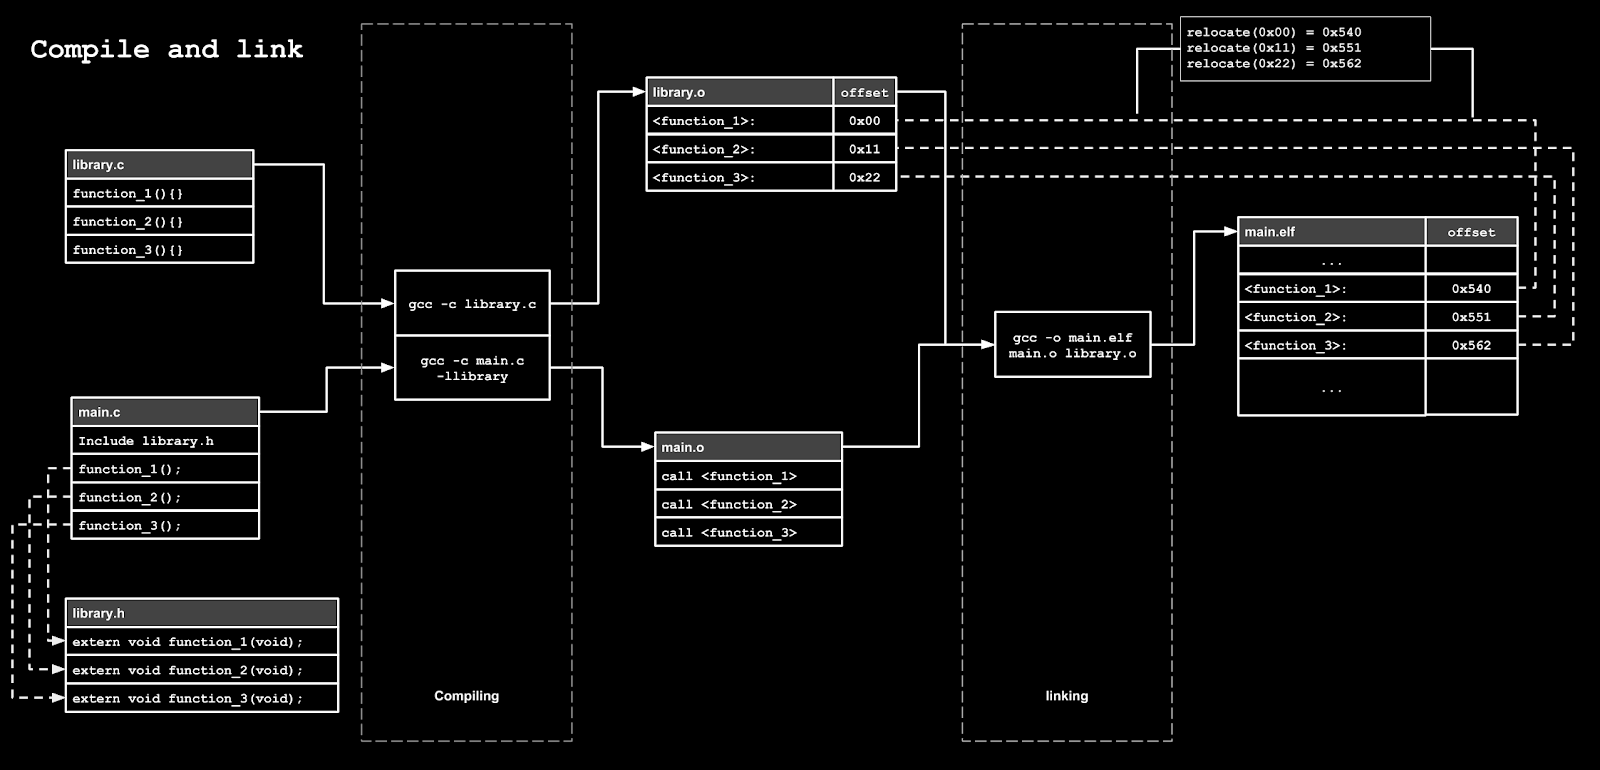 Compile and link
library.c
function_1(){}
function_2(){}
function_3(){}
main.c
Include library.h
function_1();
function_2();
function_3();
library.h
extern void function_1(void);
extern void function_2(void);
extern void function_3(void);
gcc -c library.c
gcc -c main.c
-llibrary
Compiling
library.o offset
<function_1>: 0x00
<function_2>: 0x11
<function_3>: 0x22
main.o
call <function_1>
call <function_2>
call <function_3>
gcc -o main.elf
main.o library.o
linking
relocate(0x00) = 0x540
relocate(0x11) = 0x551
relocate(0x22) = 0x562
main.elf offset
...
<function_1>: 0x540
<function_2>: 0x551
<function_3>: 0x562
...